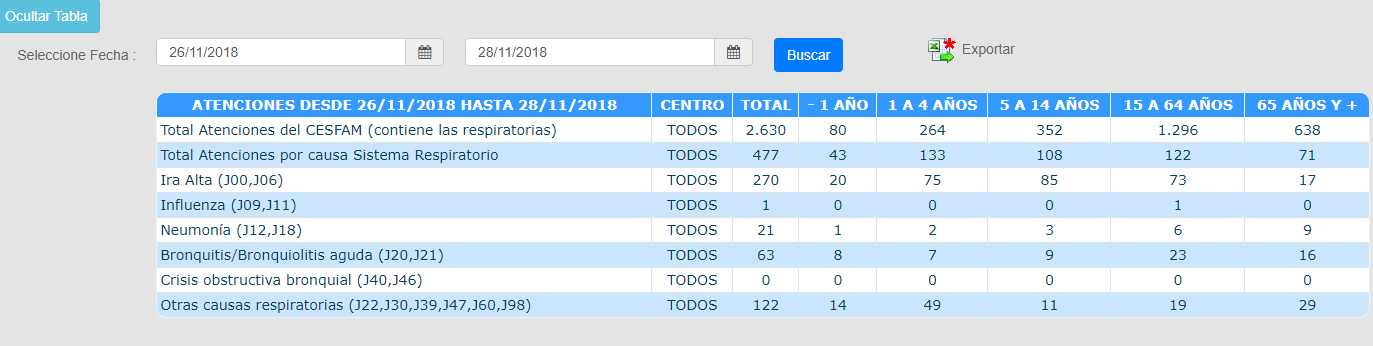 Ocultar Tabla
Seleccione Fecha : 26/11/2018 28/11/2018 Buscar Exportar
ATENCIONES DESDE 26/11/2018 HASTA 28/11/2018 CENTRO TOTAL - 1 AÑO 1 A 4 AÑOS 5 A 14 AÑOS 15 A 64 AÑOS 65 AÑOS Y +
Total Atenciones del CESFAM (contiene las respiratorias) TODOS 2.630 80 264 352 1.296 638
Total Atenciones por causa Sistema Respiratorio TODOS 477 43 133 108 122 71
Ira Alta (J00,J06) TODOS 270 20 75 85 73 17
Influenza (J09,J11) TODOS 1 0 0 0 1 0
Neumonía (J12,J18) TODOS 21 1 2 3 6 9
Bronquitis/Bronquiolitis aguda (J20,J21) TODOS 63 8 7 9 23 16
Crisis obstructiva bronquial (J40,J46) TODOS 0 0 0 0 0 0
Otras causas respiratorias (J22,J30,J39,J47,J60,J98) TODOS 122 14 49 11 19 29